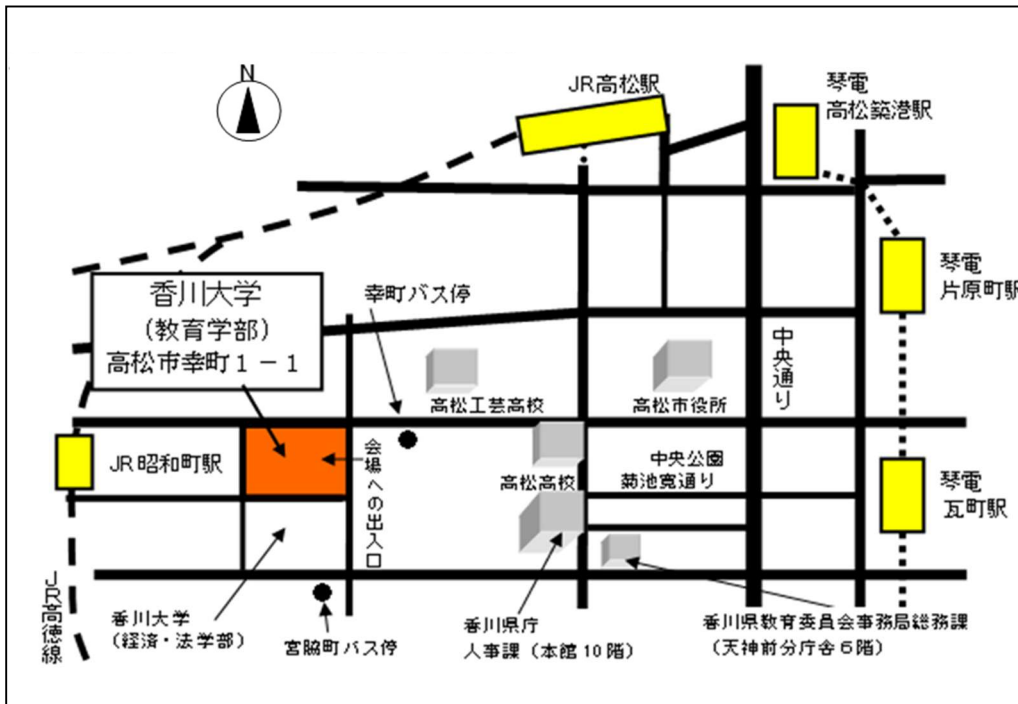 N
JR高松駅
琴電
高松築港駅
琴電
片原町駅
香川大学
(教育学部)
高松市幸町1-1
幸町バス停
中央通り
高松工芸高校
高松市役所
JR昭和町駅
会場への出入口
高松高校
中央公園
菊池寛通り
琴電
瓦町駅
JR高徳線
香川大学
(経済・法学部)
宮脇町バス停
香川県庁
人事課(本館10階)
香川県教育委員会事務局総務課
(天神前分庁舎6階)